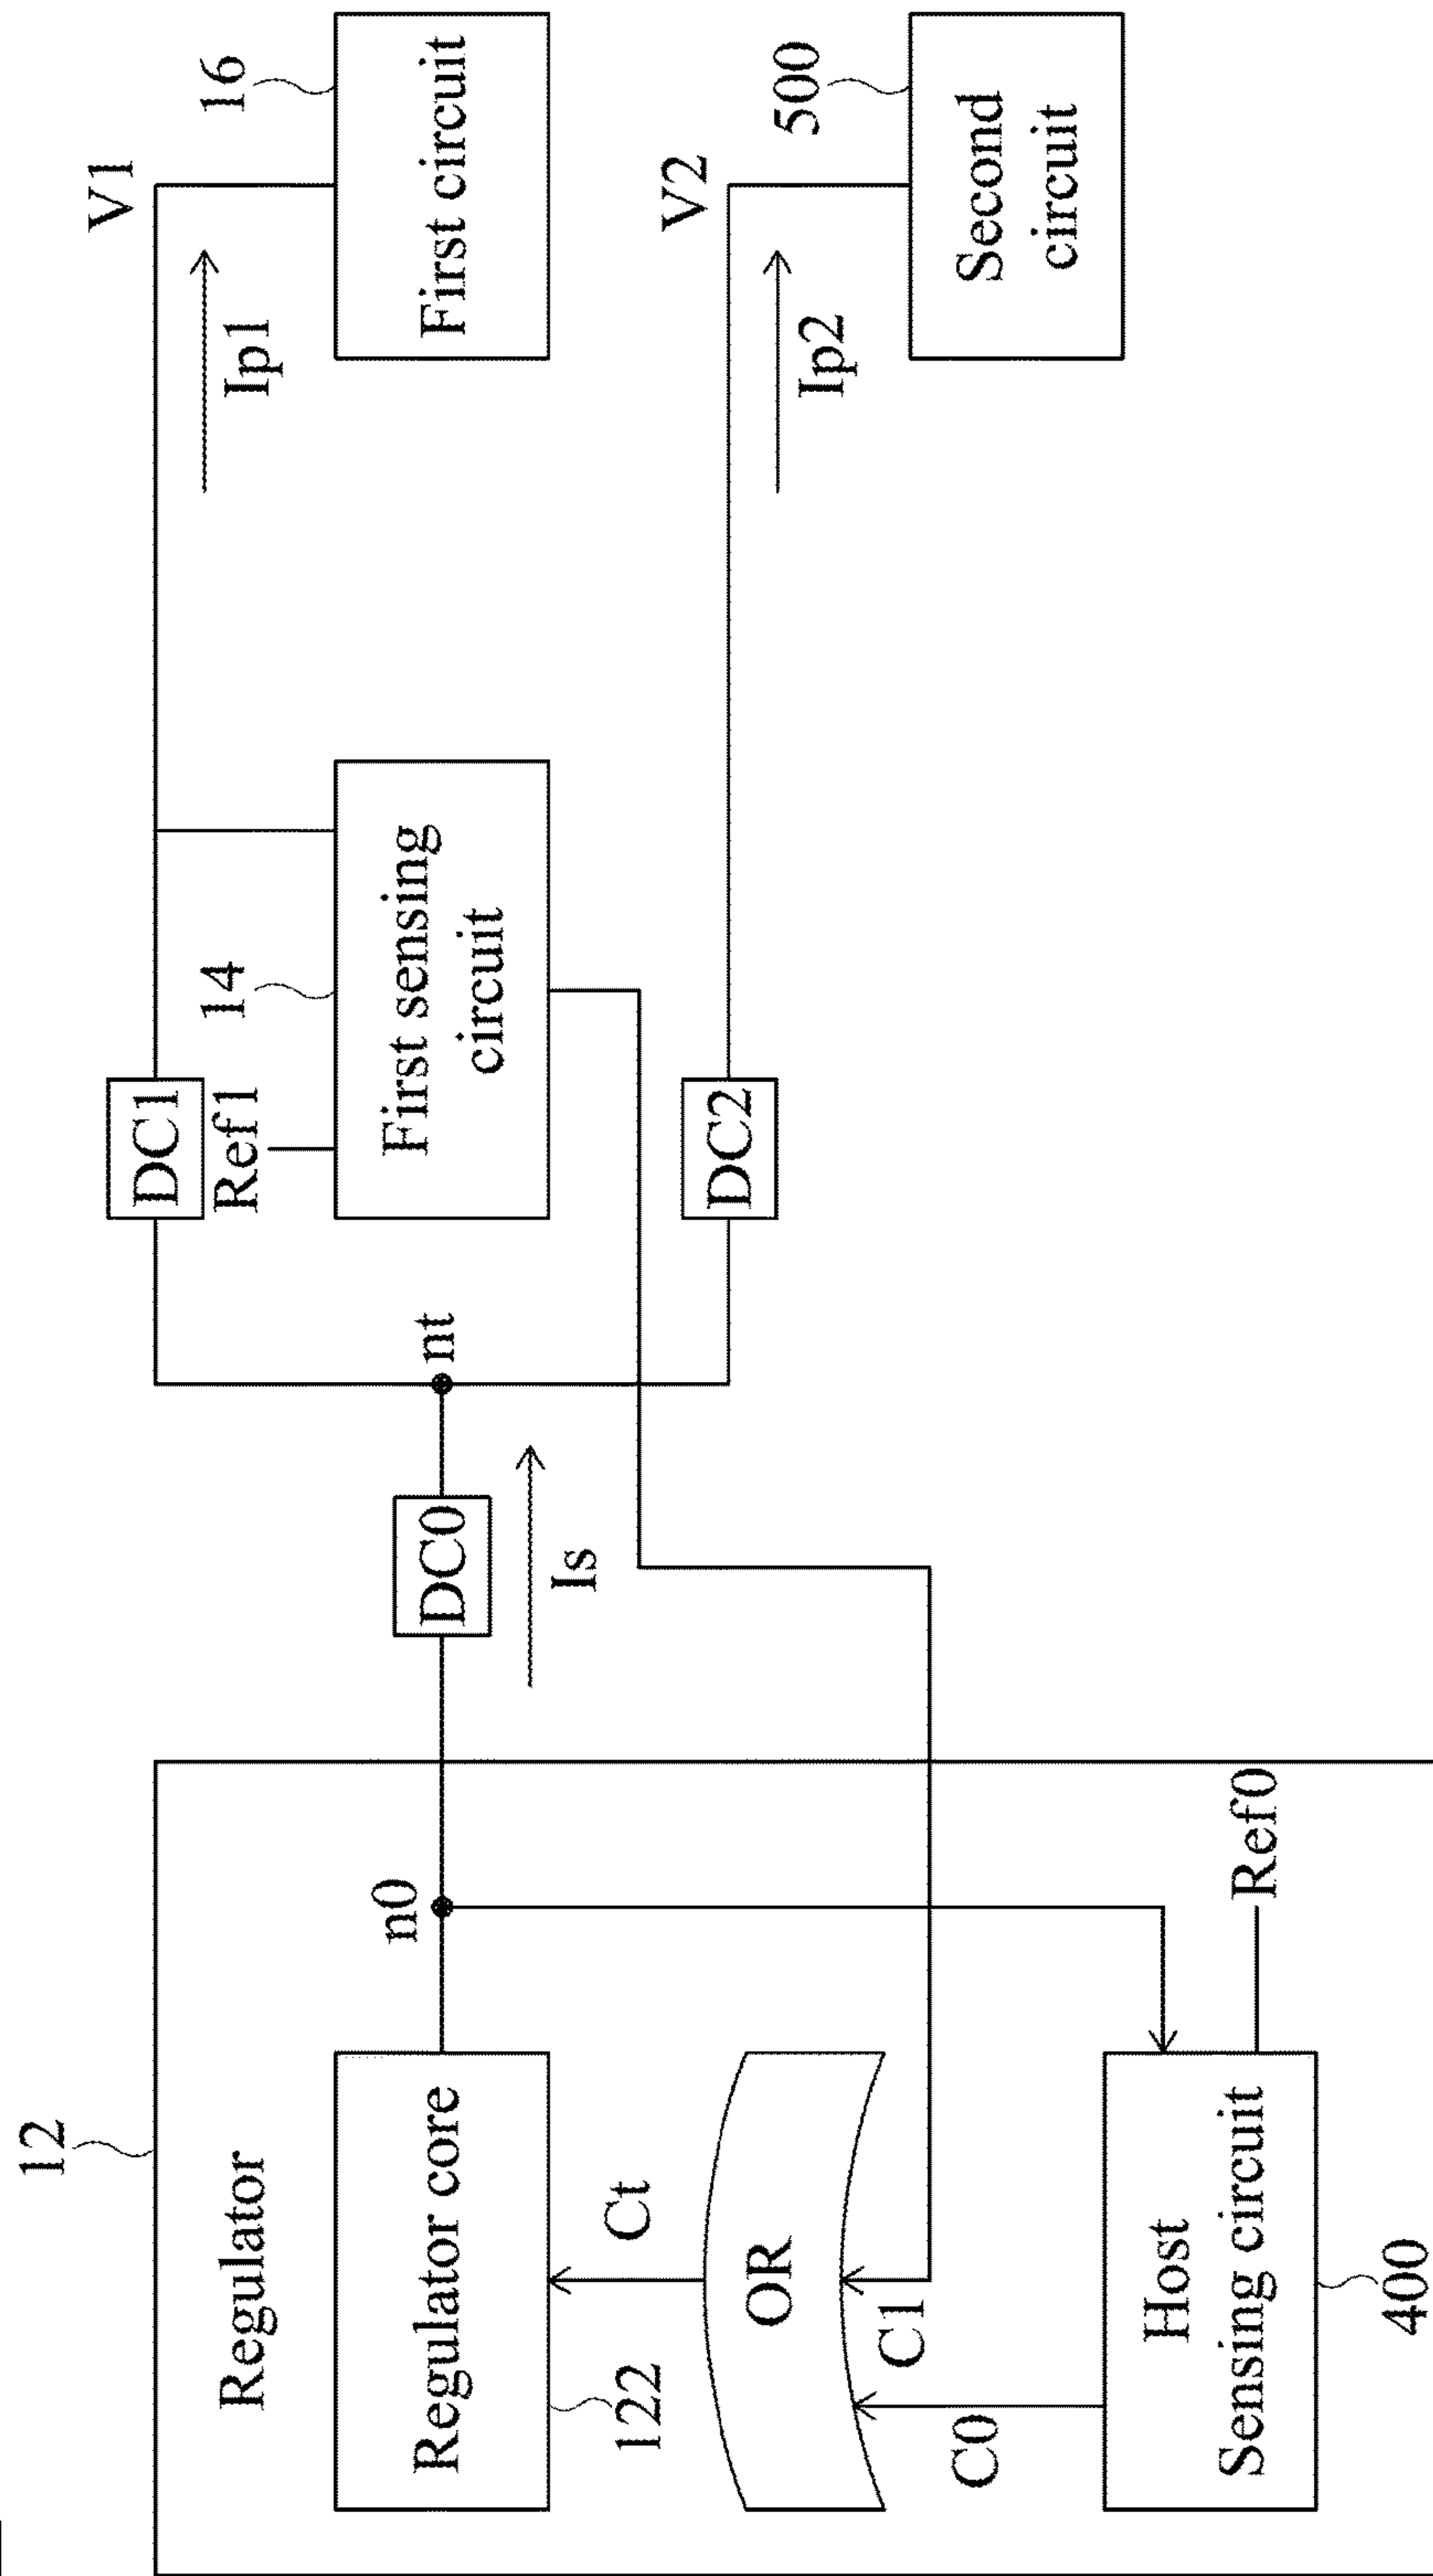 12
Regulator
Regulator core
122
Ct
OR
C0
C1
Host
Sensing circuit
400
Ref0
n0
DC0
Is
nt
DC1
Ref1
14
First sensing
circuit
DC2
V1
Ip1
16
First circuit
V2
Ip2
500
Second
circuit